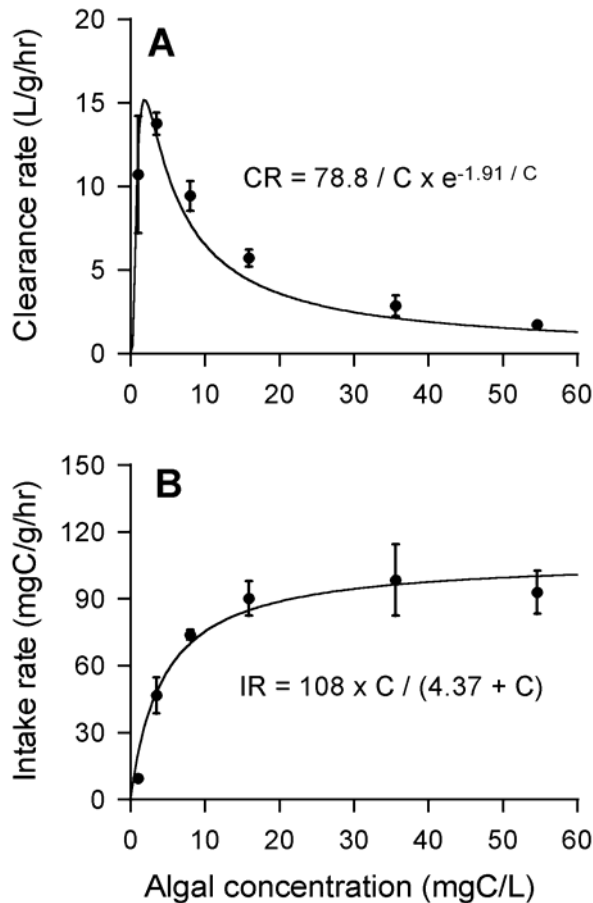 A
Clearance rate (L/g/hr)
20
15
10
5
0
CR = 78.8 / C x e^-1.91 / C
0 10 20 30 40 50 60
B
Intake rate (mgC/g/hr)
150
120
90
60
30
0
IR = 108 x C / (4.37 + C)
0 10 20 30 40 50 60
Algal concentration (mgC/L)